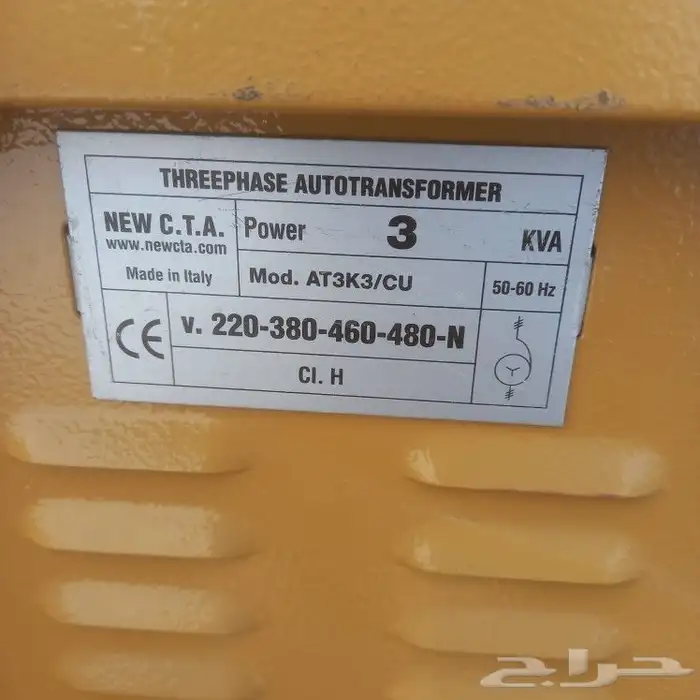 THREEPHASE AUTOTRANSFORMER
NEW C.T.A.
www.newcta.com
Made in Italy
Power 3 KVA
Mod. AT3K3/CU
50-60 Hz
CE
v. 220-380-460-480-N
Cl. H
حراج